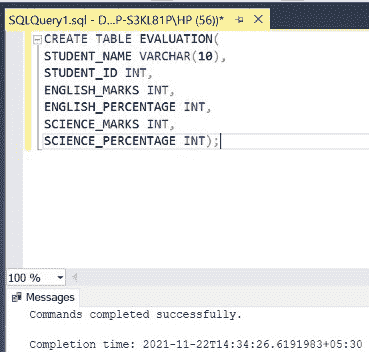 SQLQuery1.sql - D...P-S3KL81P\HP (56))*
CREATE TABLE EVALUATION(
STUDENT_NAME VARCHAR(10),
STUDENT_ID INT,
ENGLISH_MARKS INT,
ENGLISH_PERCENTAGE INT,
SCIENCE_MARKS INT,
SCIENCE_PERCENTAGE INT);
100 %
Messages
Commands completed successfully.
Completion time: 2021-11-22T14:34:26.6191983+05:30